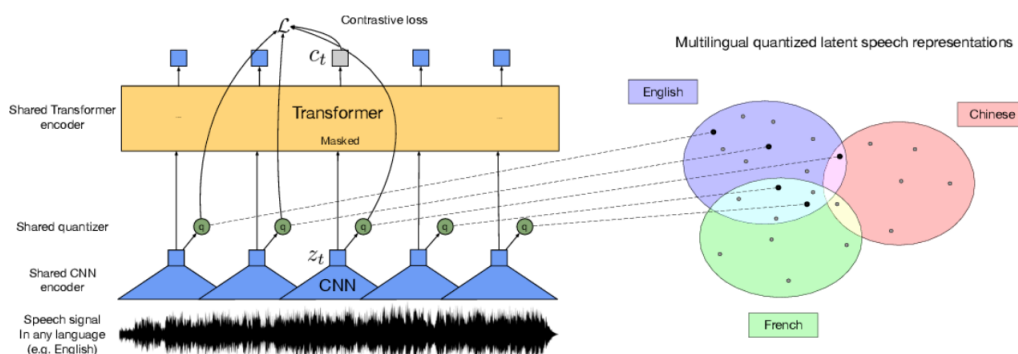 ℒ
Contrastive loss
Multilingual quantized latent speech representations
c_t
English
Chinese
Shared Transformer
encoder
Transformer
Masked
Shared quantizer
q q q q q
z_t
Shared CNN
encoder
CNN
Speech signal
In any language
(e.g. English)
French